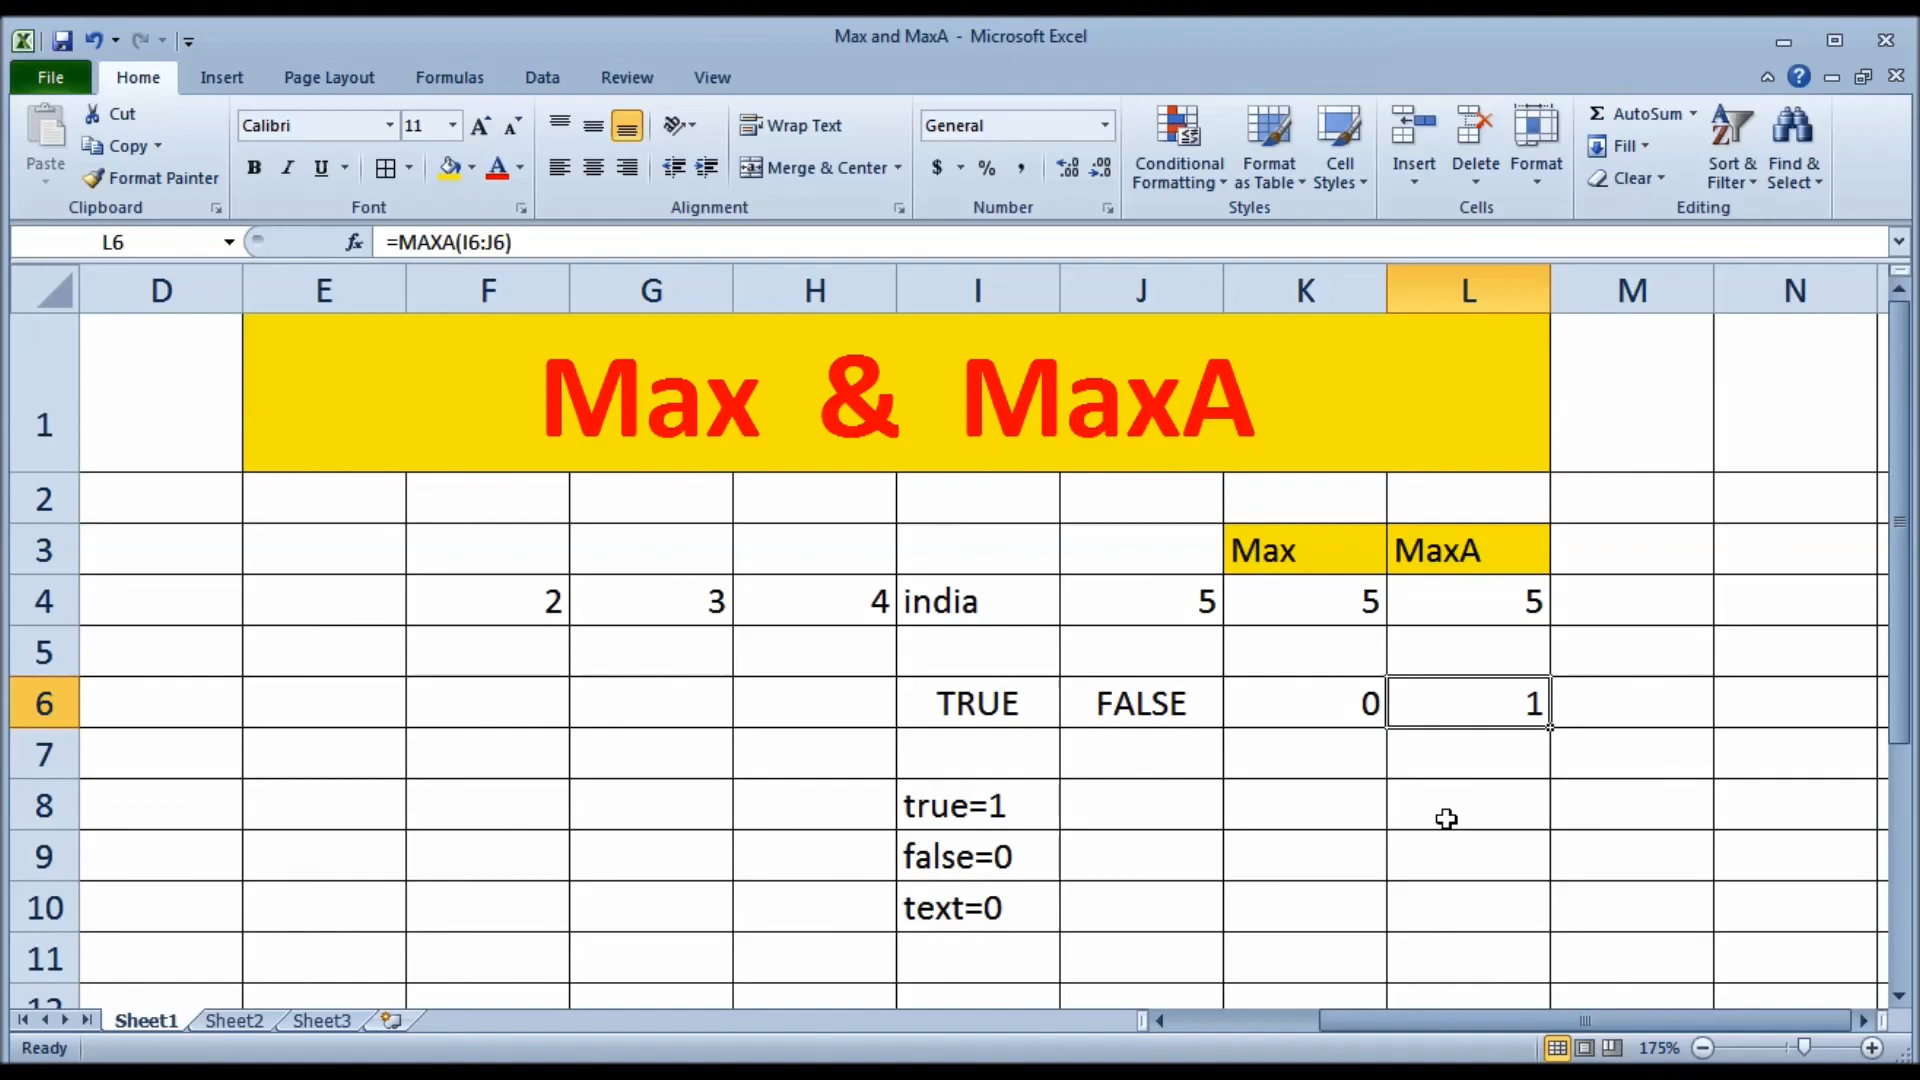 Max and MaxA - Microsoft Excel
File Home Insert Page Layout Formulas Data Review View
Paste
Cut
Copy
Format Painter
Clipboard
Calibri 11
B I U
Font
Wrap Text
Merge & Center
Alignment
General
$ % ,
Number
Conditional Formatting
Format as Table
Cell Styles
Styles
Insert Delete Format
Cells
Σ AutoSum
Fill
Clear
Sort & Filter
Find & Select
Editing
L6 fx =MAXA(I6:J6)
D E F G H I J K L M N
1 Max & MaxA
2
3 Max MaxA
4 2 3 4 india 5 5 5
5
6 TRUE FALSE 0 1
7
8 true=1
9 false=0
10 text=0
11
12
Sheet1 Sheet2 Sheet3
Ready 175%